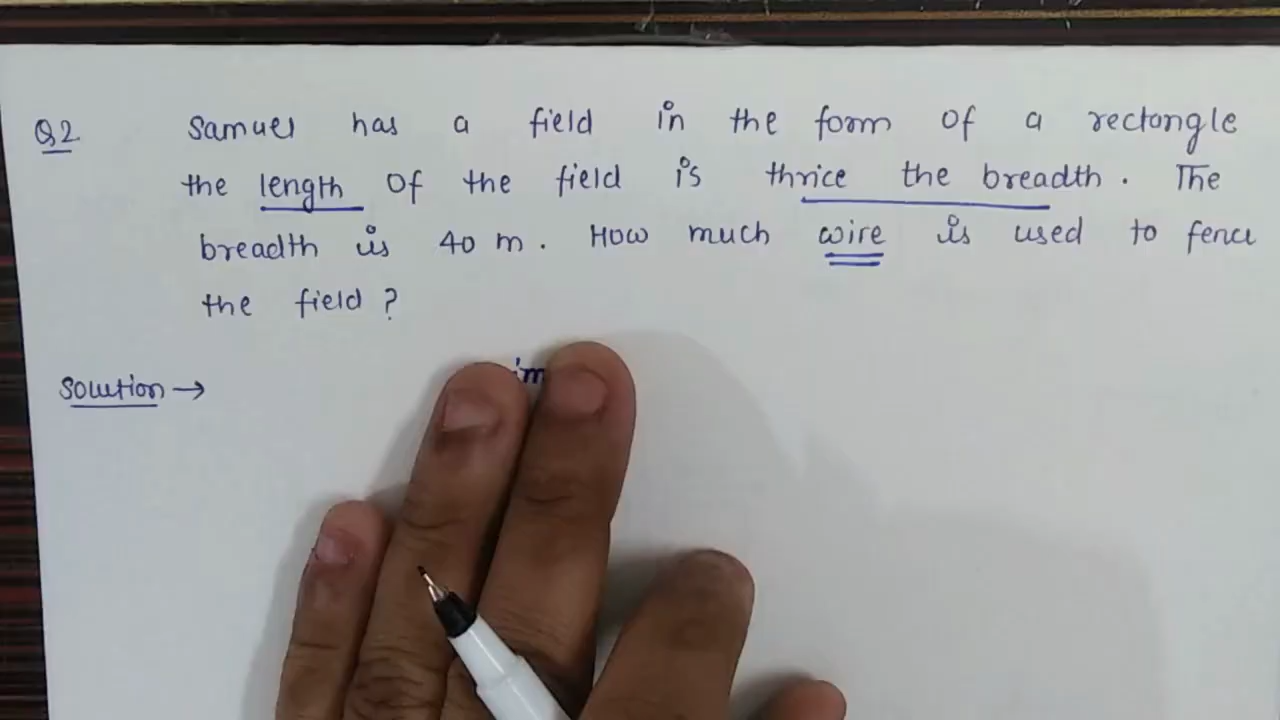 Q2 Samuel has a field in the form of a rectangle
the length of the field is thrice the breadth. The
breadth is 40 m. How much wire is used to fence
the field?
Solution →